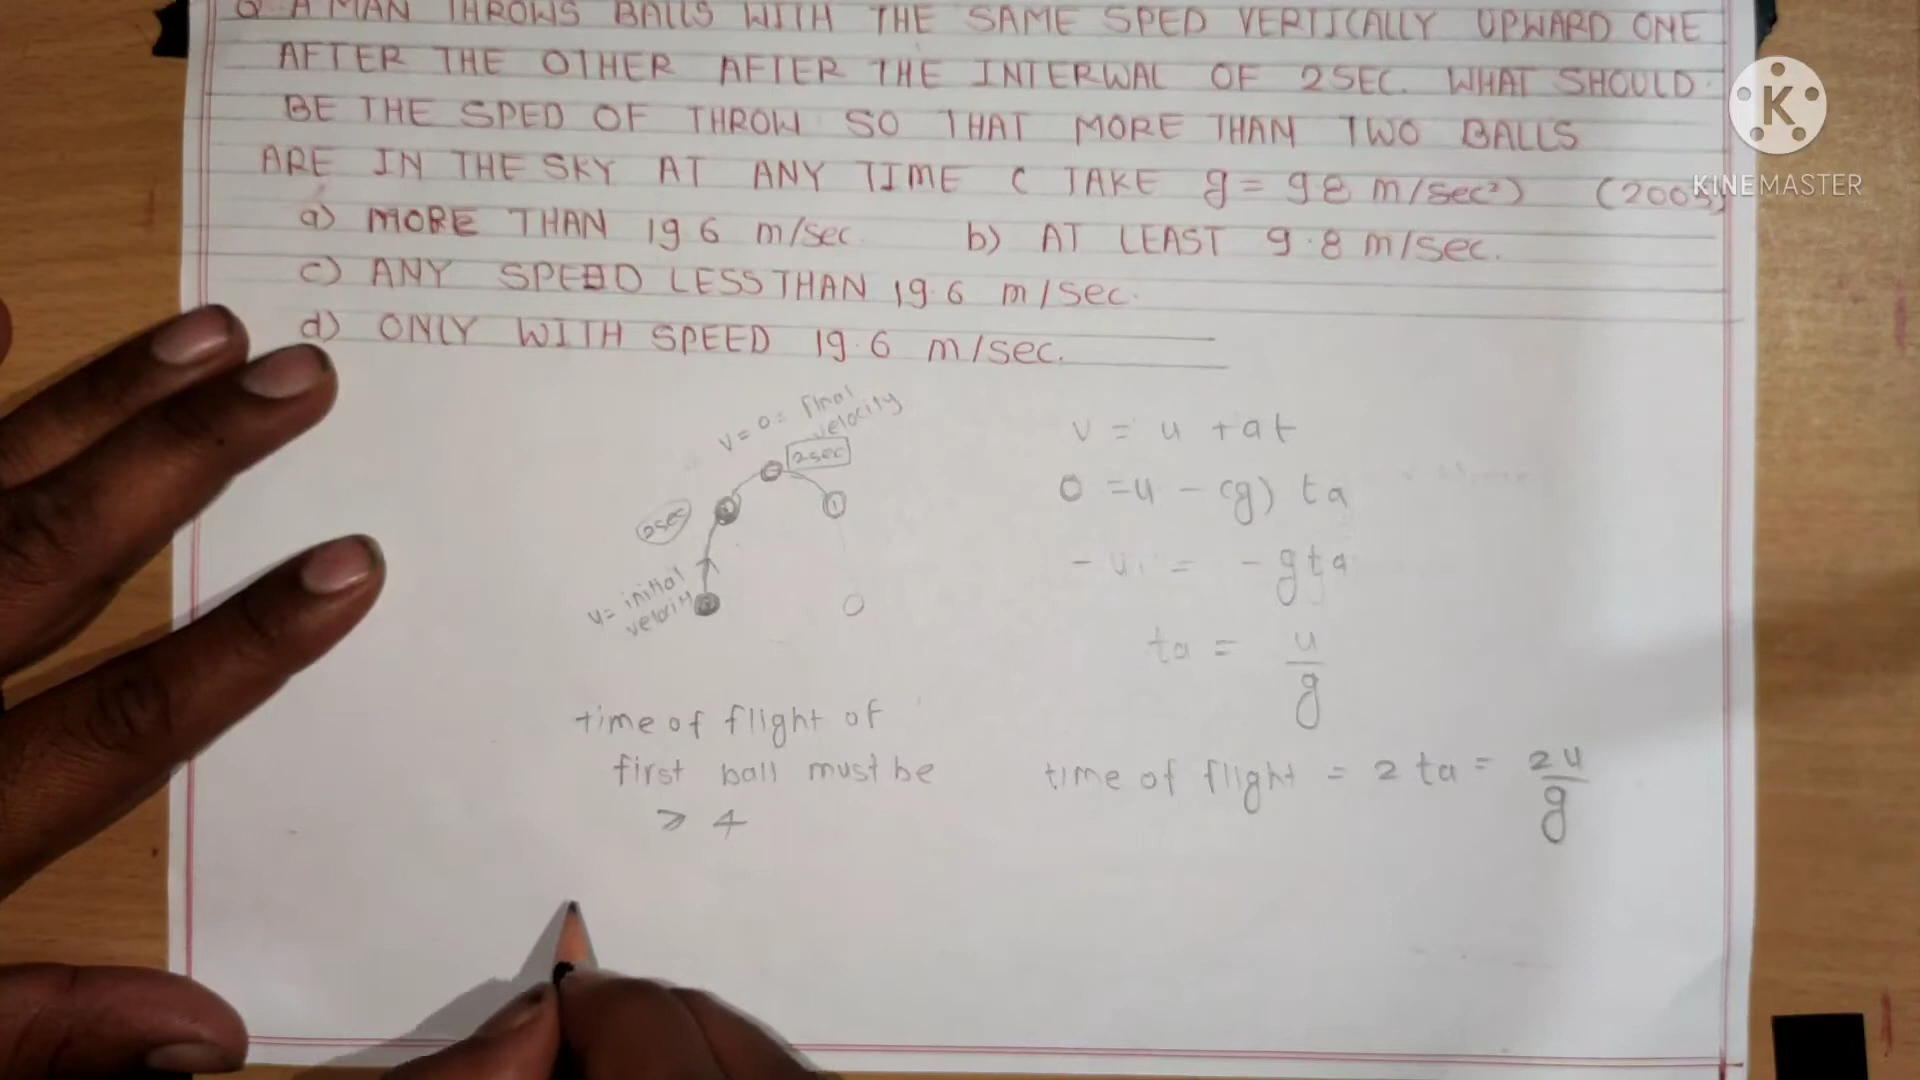 Q A MAN THROWS BALLS WITH THE SAME SPED VERTICALLY UPWARD ONE
AFTER THE OTHER AFTER THE INTERWAL OF 2SEC. WHAT SHOULD
BE THE SPED OF THROW SO THAT MORE THAN TWO BALLS
ARE IN THE SKY AT ANY TIME ( TAKE g = 98 m/sec²) (2003)
a) MORE THAN 19 6 m/sec b) AT LEAST 9.8 m/sec.
c) ANY SPEED LESS THAN 19.6 m/sec.
d) ONLY WITH SPEED 19.6 m/sec.
K
KINEMASTER
v = 0 = final
velocity
2sec
2sec
1
u = initial
velocity
v = u + at
0 = u - (g) ta
- u = - gta
ta = u/g
time of flight of
first ball must be
> 4
time of flight = 2 ta = 2u/g